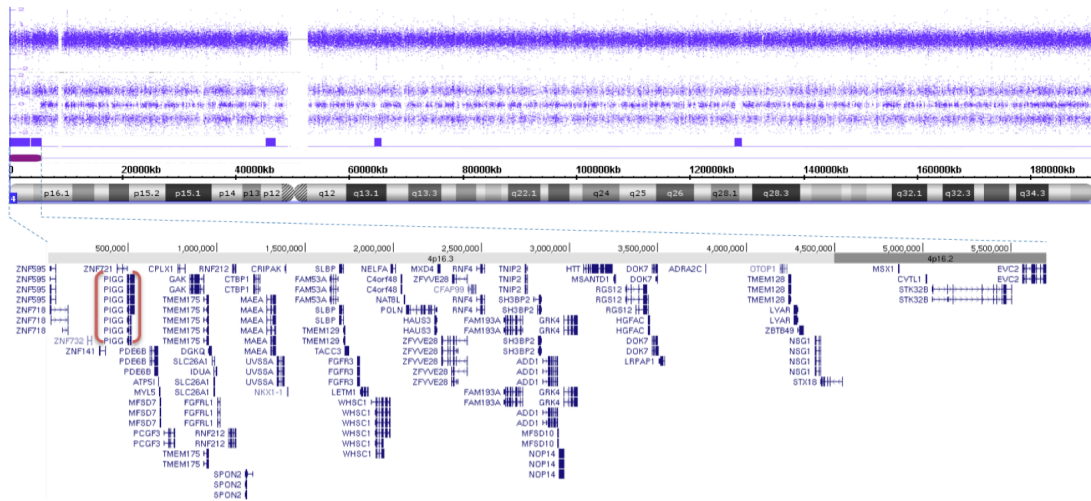 0 20000kb 40000kb 60000kb 80000kb 100000kb 120000kb 140000kb 160000kb 180000kb
p16.1 p15.2 p15.1 p14 p13 p12 q12 q13.1 q13.3 q22.1 q24 q25 q26 q28.1 q28.3 q32.1 q32.3 q34.3
4
500,000 1,000,000 1,500,000 2,000,000 2,500,000 3,000,000 3,500,000 4,000,000 4,500,000 5,000,000 5,500,000
4p16.3 4p16.2
ZNF595 ZNF721 CPLX1 RNF212 CRIPAK SLBP NELFA MXD4 RNF4 TNIP2 HTT DOK7 ADRA2C OTOP1 MSX1 EVC2
ZNF595 PIGG GAK CTBP1 FAM53A C4orf48 ZFYVE28 TNIP2 MSANTD1 DOK7 TMEM128 CYTL1 EVC2
ZNF595 PIGG GAK CTBP1 FAM53A C4orf48 CFAP99 TNIP2 RGS12 TMEM128 STK32B
ZNF595 PIGG TMEM175 MAEA FAM53A NAT8L RNF4 SH3BP2 RGS12 TMEM128 STK32B
ZNF718 PIGG TMEM175 MAEA SLBP POLN RNF4 SH3BP2 RGS12 LYAR
ZNF718 PIGG TMEM175 MAEA SLBP HAUS3 FAM193A GRK4 HGFAC LYAR
ZNF718 PIGG TMEM175 MAEA TMEM129 HAUS3 FAM193A GRK4 HGFAC ZBTB49
ZNF732 PIGG TMEM175 MAEA TMEM129 ZFYVE28 SH3BP2 DOK7 NSG1
ZNF141 PDE6B DGKQ MAEA TACC3 ZFYVE28 SH3BP2 DOK7 NSG1
PDE6B SLC26A1 UVSSA FGFR3 ZFYVE28 ADD1 LRPAP1 NSG1
PDE6B IDUA UVSSA FGFR3 ZFYVE28 ADD1 NSG1
ATP5I SLC26A1 UVSSA FGFR3 ZFYVE28 ADD1 STX18
MYL5 SLC26A1 NKX1-1 LETM1 FAM193A GRK4
MFSD7 FGFRL1 WHSC1 FAM193A GRK4
MFSD7 FGFRL1 WHSC1 ADD1
MFSD7 FGFRL1 WHSC1 ADD1
PCGF3 RNF212 WHSC1 MFSD10
PCGF3 RNF212 WHSC1 MFSD10
TMEM175 WHSC1 NOP14
TMEM175 NOP14
SPON2 NOP14
SPON2
SPON2